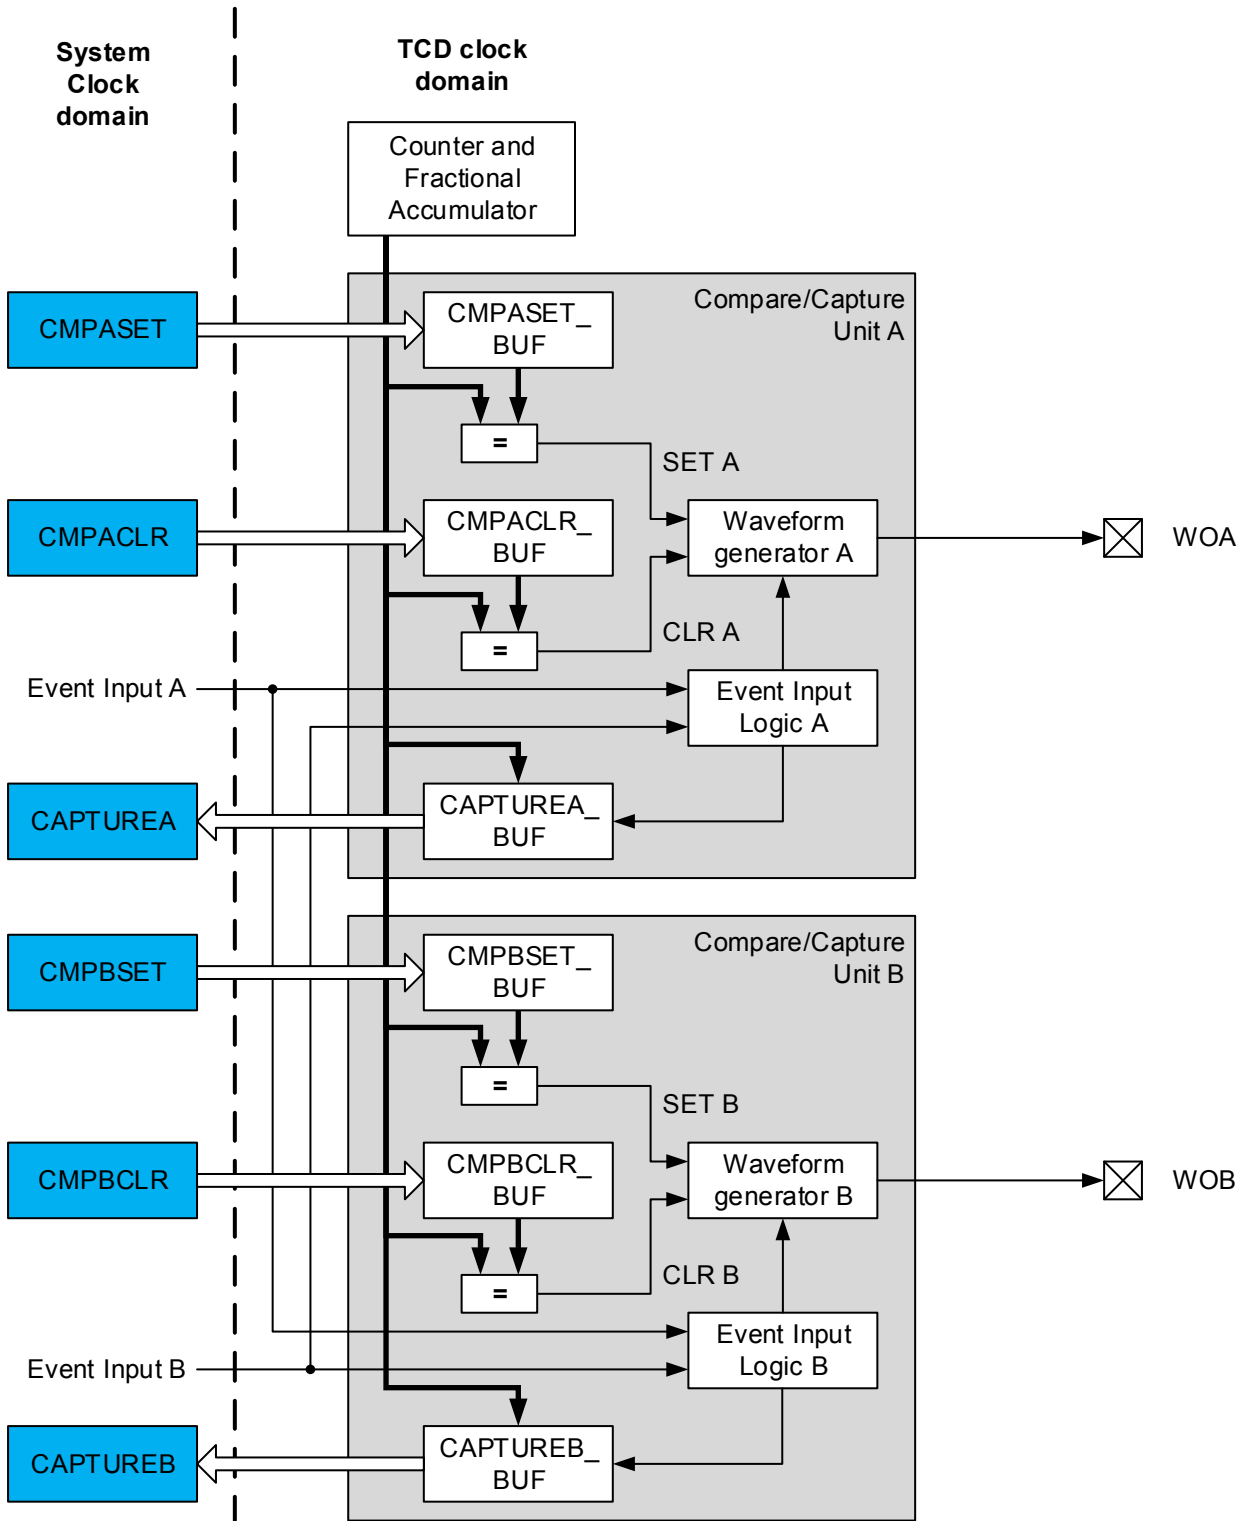 System
Clock
domain
TCD clock
domain
Counter and
Fractional
Accumulator
Compare/Capture
Unit A
CMPASET
CMPASET_
BUF
=
SET A
CMPACLR
CMPACLR_
BUF
Waveform
generator A
WOA
=
CLR A
Event Input A
Event Input
Logic A
CAPTUREA
CAPTUREA_
BUF
Compare/Capture
Unit B
CMPBSET
CMPBSET_
BUF
=
SET B
CMPBCLR
CMPBCLR_
BUF
Waveform
generator B
WOB
=
CLR B
Event Input B
Event Input
Logic B
CAPTUREB
CAPTUREB_
BUF